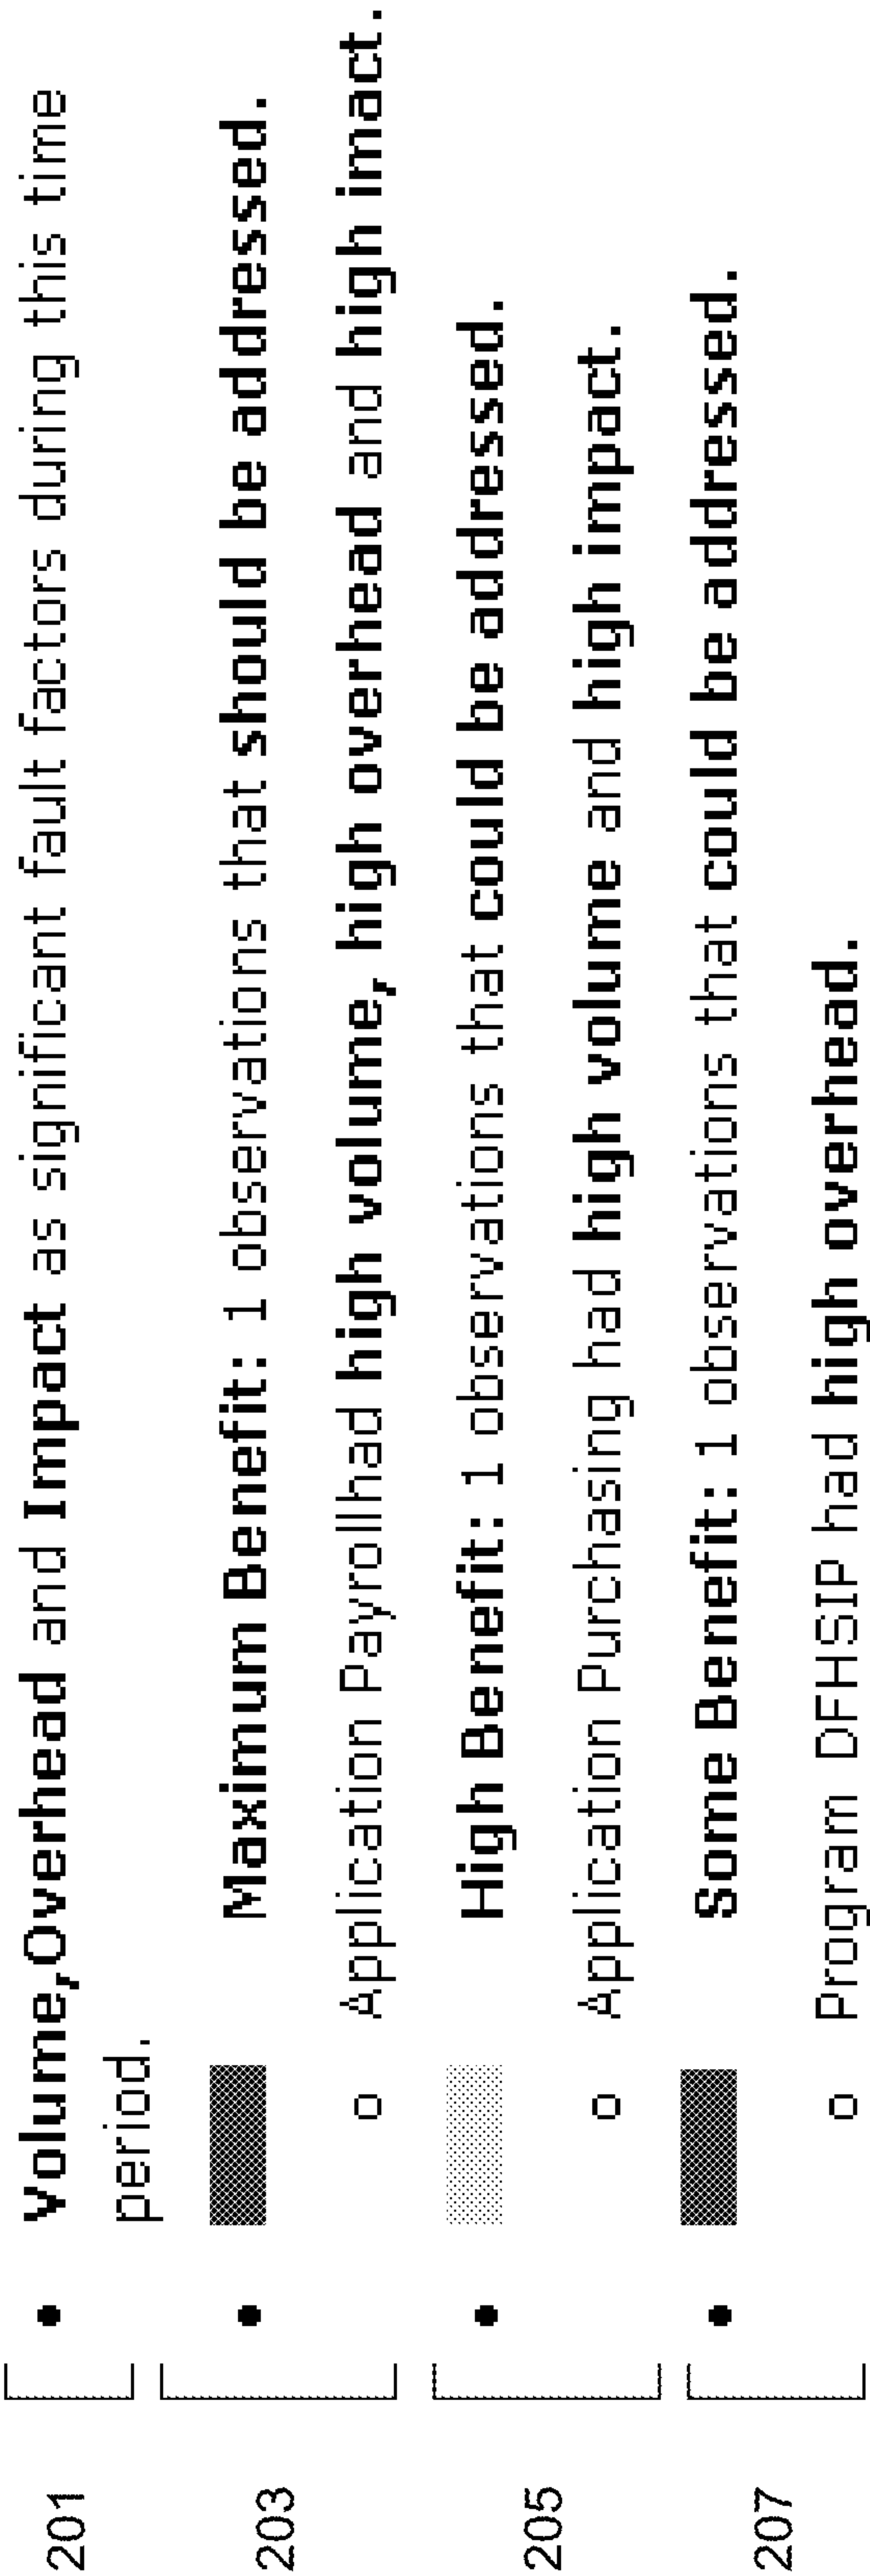 201
• Volume,Overhead and Impact as significant fault factors during this time
period.
203
• Maximum Benefit: 1 observations that should be addressed.
o Application Payrollhad high volume, high overhead and high imact.
205
• High Benefit: 1 observations that could be addressed.
o Application Purchasing had high volume and high impact.
207
• Some Benefit: 1 observations that could be addressed.
o Program DFHSIP had high overhead.